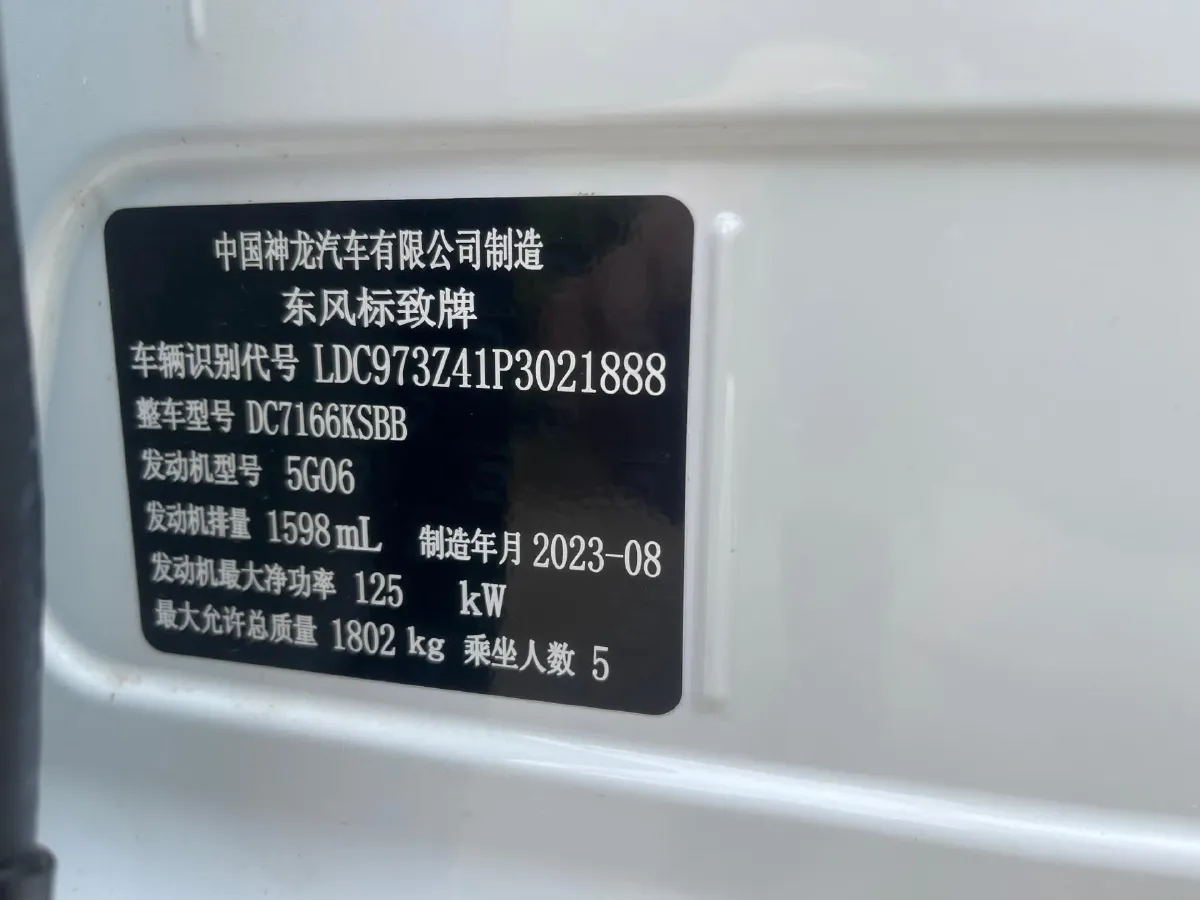 中国神龙汽车有限公司制造
东风标致牌
车辆识别代号 LDC973Z41P3021888
整车型号 DC7166KSBB
发动机型号 5G06
发动机排量 1598 mL 制造年月 2023-08
发动机最大净功率 125 kW
最大允许总质量 1802 kg 乘坐人数 5